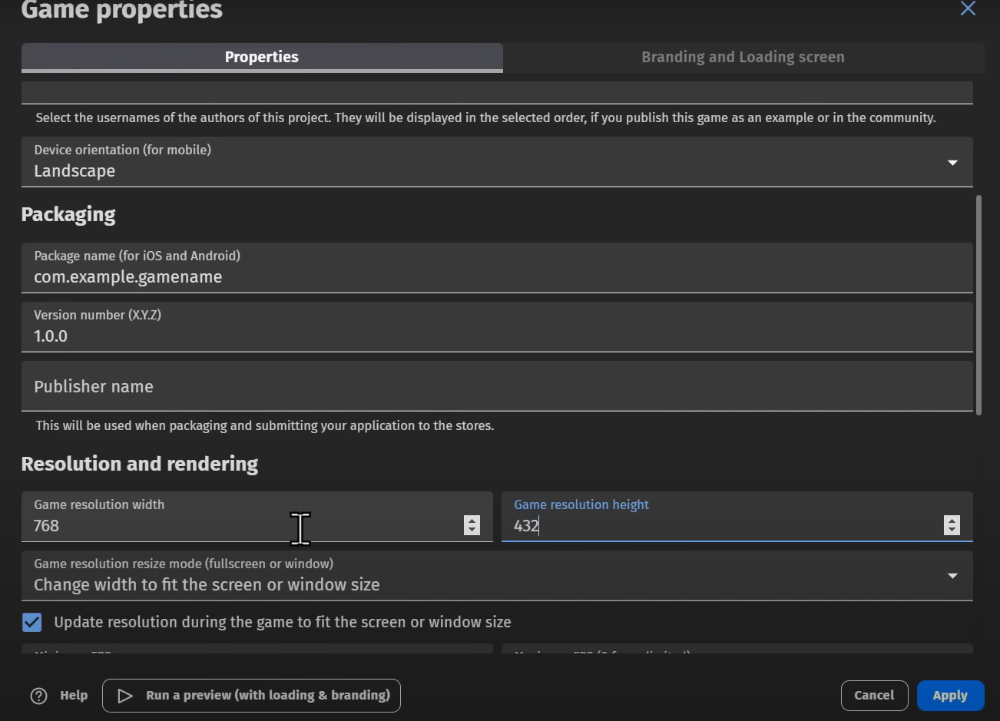 Game properties
Properties
Branding and Loading screen
Select the usernames of the authors of this project. They will be displayed in the selected order, if you publish this game as an example or in the community.
Device orientation (for mobile)
Landscape
Packaging
Package name (for iOS and Android)
com.example.gamename
Version number (X.Y.Z)
1.0.0
Publisher name
This will be used when packaging and submitting your application to the stores.
Resolution and rendering
Game resolution width
768
Game resolution height
432
Game resolution resize mode (fullscreen or window)
Change width to fit the screen or window size
Update resolution during the game to fit the screen or window size
Help
Run a preview (with loading & branding)
Cancel
Apply